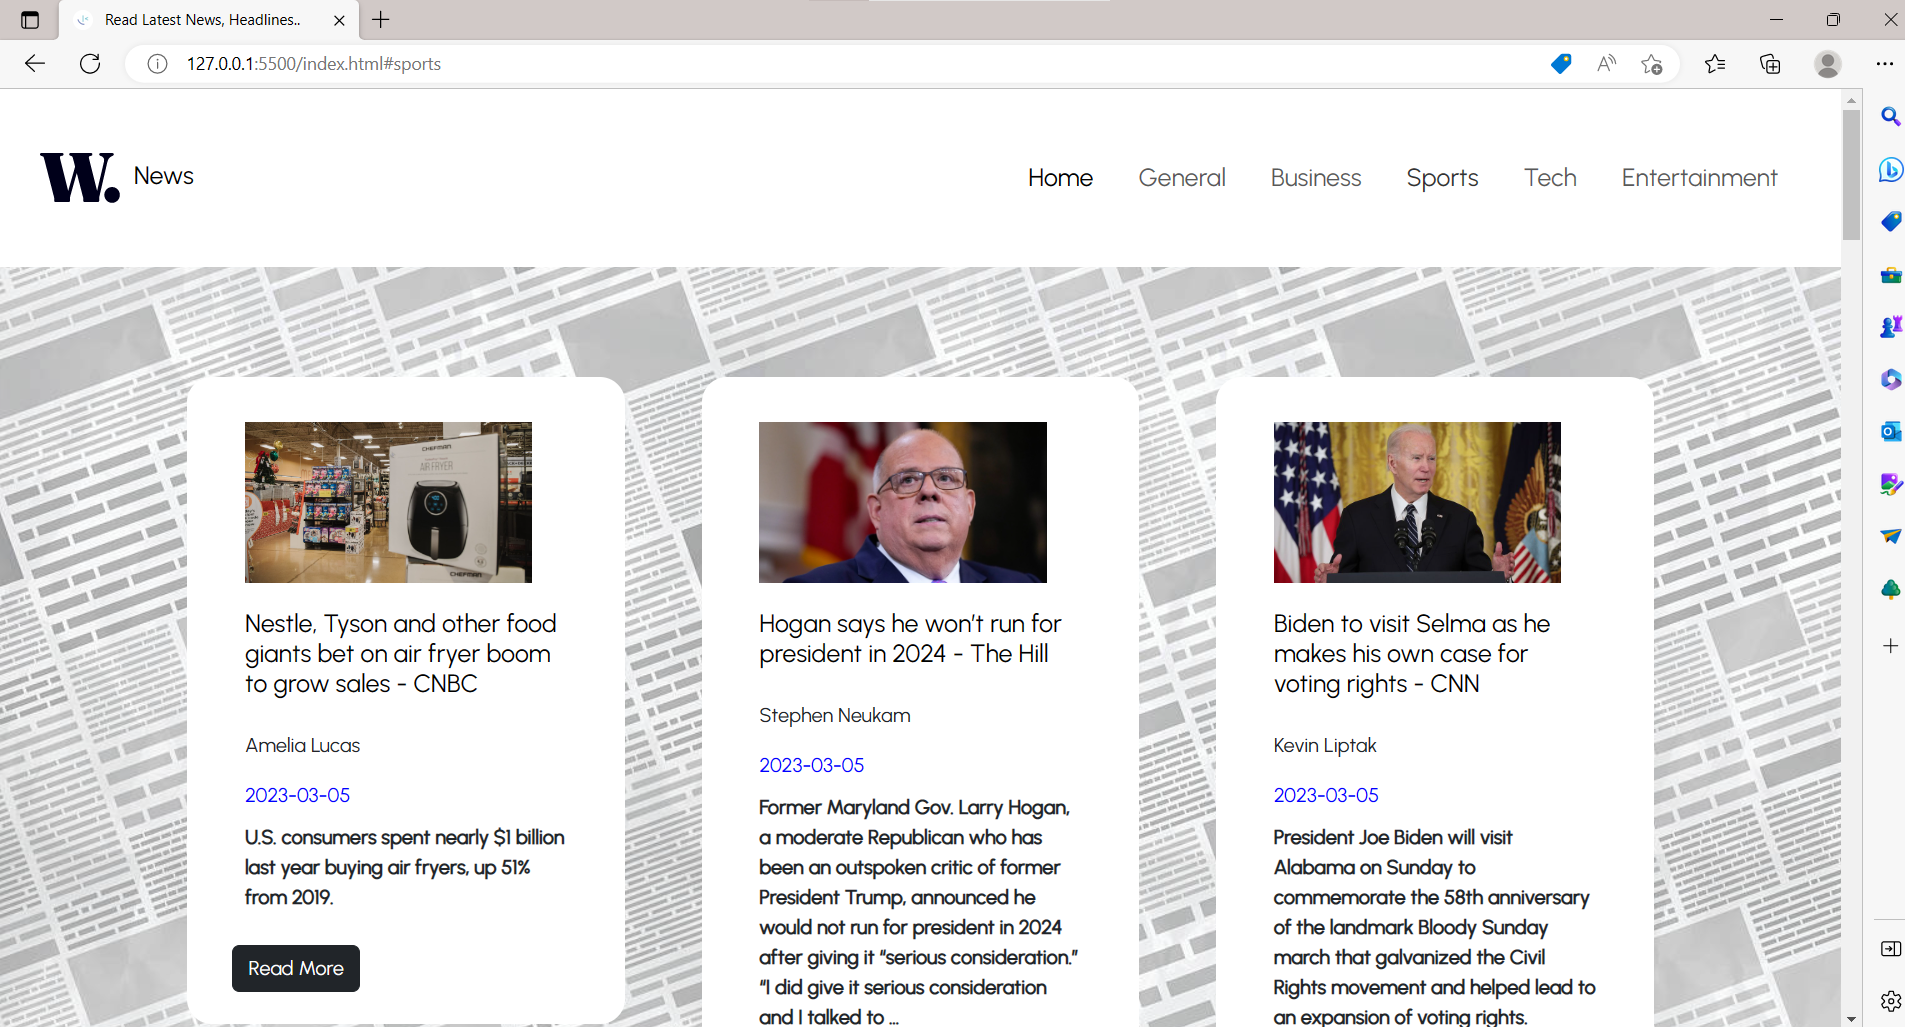 Read Latest News, Headlines..
127.0.0.1:5500/index.html#sports
W. News
Home General Business Sports Tech Entertainment
CHEFMAN
AIR FRYER
CHEFMAN
Nestle, Tyson and other food
giants bet on air fryer boom
to grow sales - CNBC
Amelia Lucas
2023-03-05
U.S. consumers spent nearly $1 billion
last year buying air fryers, up 51%
from 2019.
Read More
Hogan says he won’t run for
president in 2024 - The Hill
Stephen Neukam
2023-03-05
Former Maryland Gov. Larry Hogan,
a moderate Republican who has
been an outspoken critic of former
President Trump, announced he
would not run for president in 2024
after giving it “serious consideration.”
“I did give it serious consideration
and I talked to …
Biden to visit Selma as he
makes his own case for
voting rights - CNN
Kevin Liptak
2023-03-05
President Joe Biden will visit
Alabama on Sunday to
commemorate the 58th anniversary
of the landmark Bloody Sunday
march that galvanized the Civil
Rights movement and helped lead to
an expansion of voting rights.